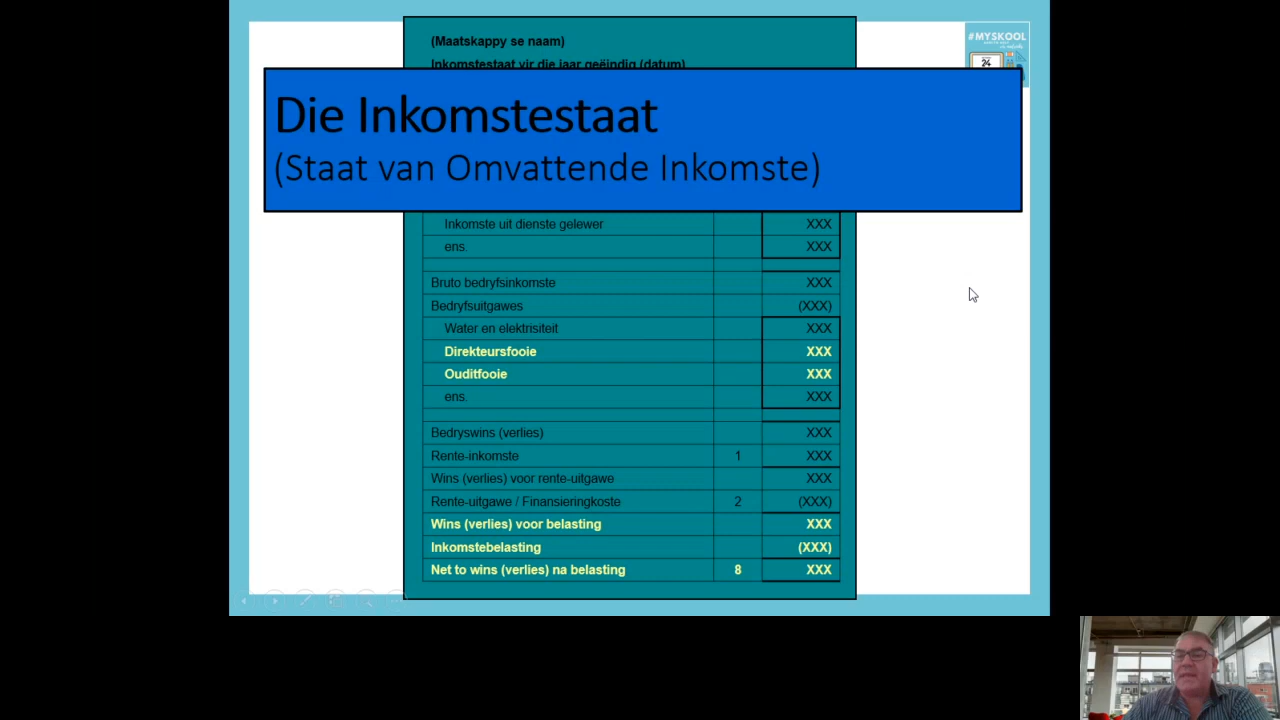 (Maatskappy se naam)
Inkomstestaat vir die jaar geëindig (datum)
#MYSKOOL
24
Die Inkomstestaat
(Staat van Omvattende Inkomste)
Inkomste uit dienste gelewer XXX
ens. XXX
Bruto bedryfsinkomste XXX
Bedryfsuitgawes (XXX)
Water en elektrisiteit XXX
Direkteursfooie XXX
Ouditfooie XXX
ens. XXX
Bedryswins (verlies) XXX
Rente-inkomste 1 XXX
Wins (verlies) voor rente-uitgawe XXX
Rente-uitgawe / Finansieringkoste 2 (XXX)
Wins (verlies) voor belasting XXX
Inkomstebelasting (XXX)
Net to wins (verlies) na belasting 8 XXX